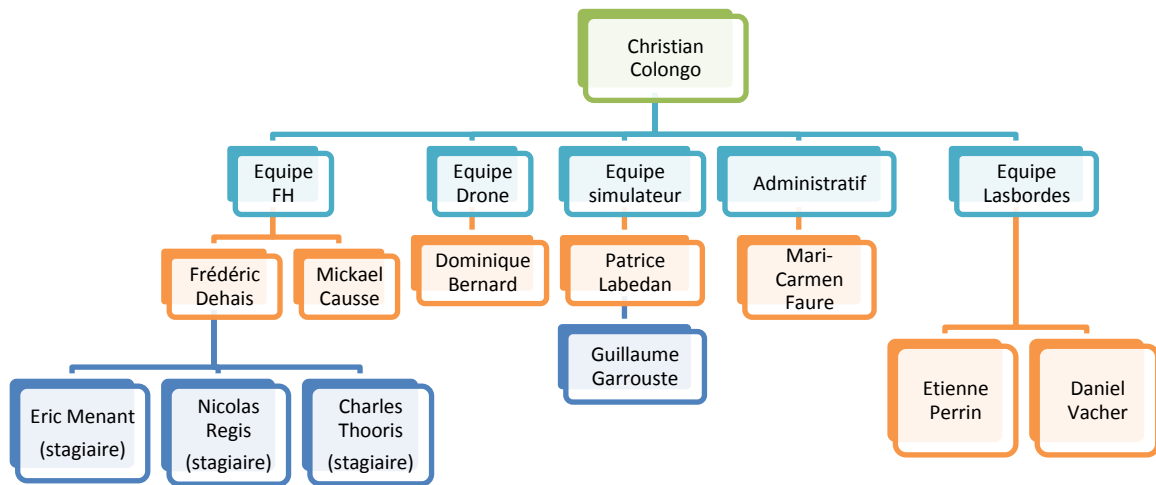 Christian
Colongo
Equipe
FH
Equipe
Drone
Equipe
simulateur
Administratif
Equipe
Lasbordes
Frédéric
Dehais
Mickael
Causse
Dominique
Bernard
Patrice
Labedan
Mari-
Carmen
Faure
Guillaume
Garrouste
Etienne
Perrin
Daniel
Vacher
Eric Menant
(stagiaire)
Nicolas
Regis
(stagiaire)
Charles
Thooris
(stagiaire)